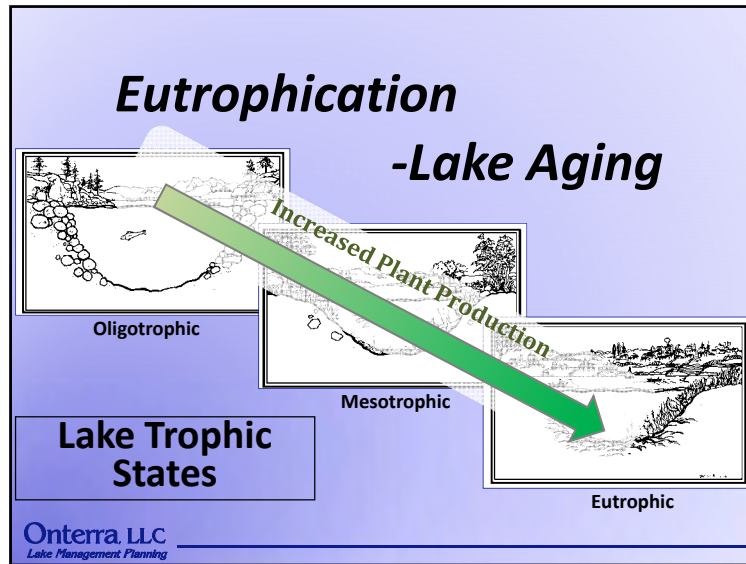 Eutrophication
-Lake Aging
Increased Plant Production
Oligotrophic
Mesotrophic
Eutrophic
Lake Trophic
States
Onterra, LLC
Lake Management Planning